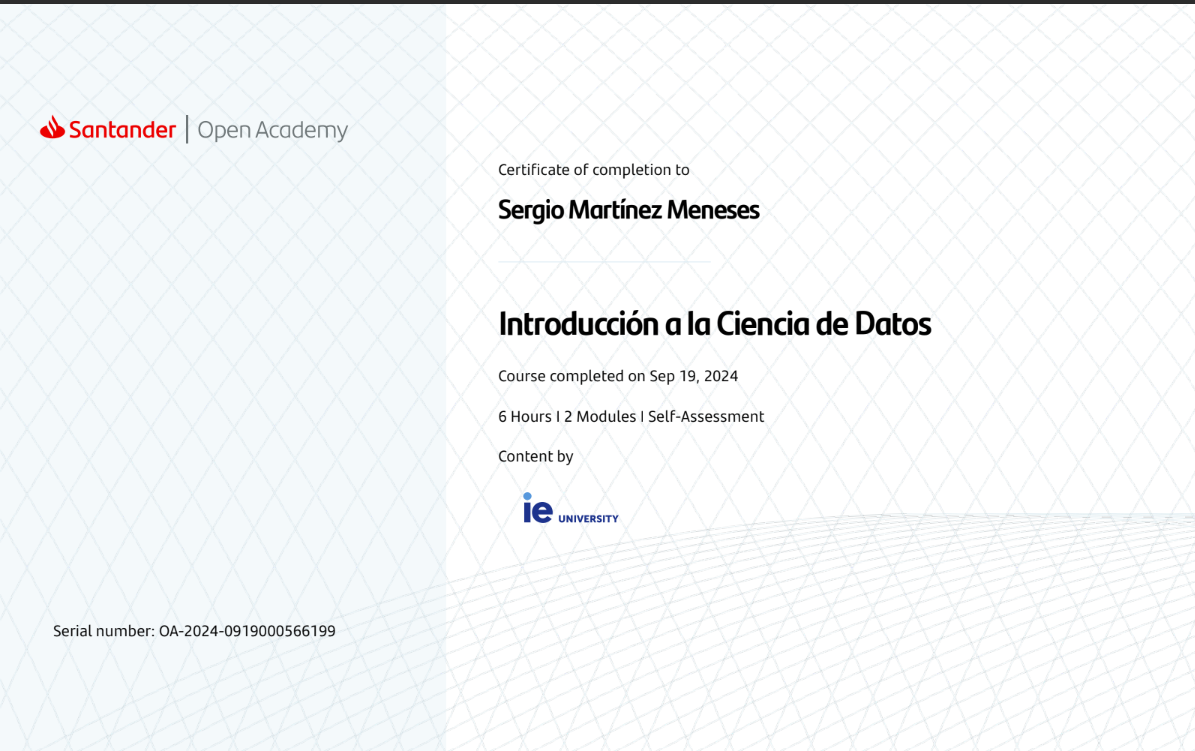 Santander | Open Academy
Certificate of completion to
Sergio Martínez Meneses
Introducción a la Ciencia de Datos
Course completed on Sep 19, 2024
6 Hours I 2 Modules I Self-Assessment
Content by
ie UNIVERSITY
Serial number: OA-2024-0919000566199